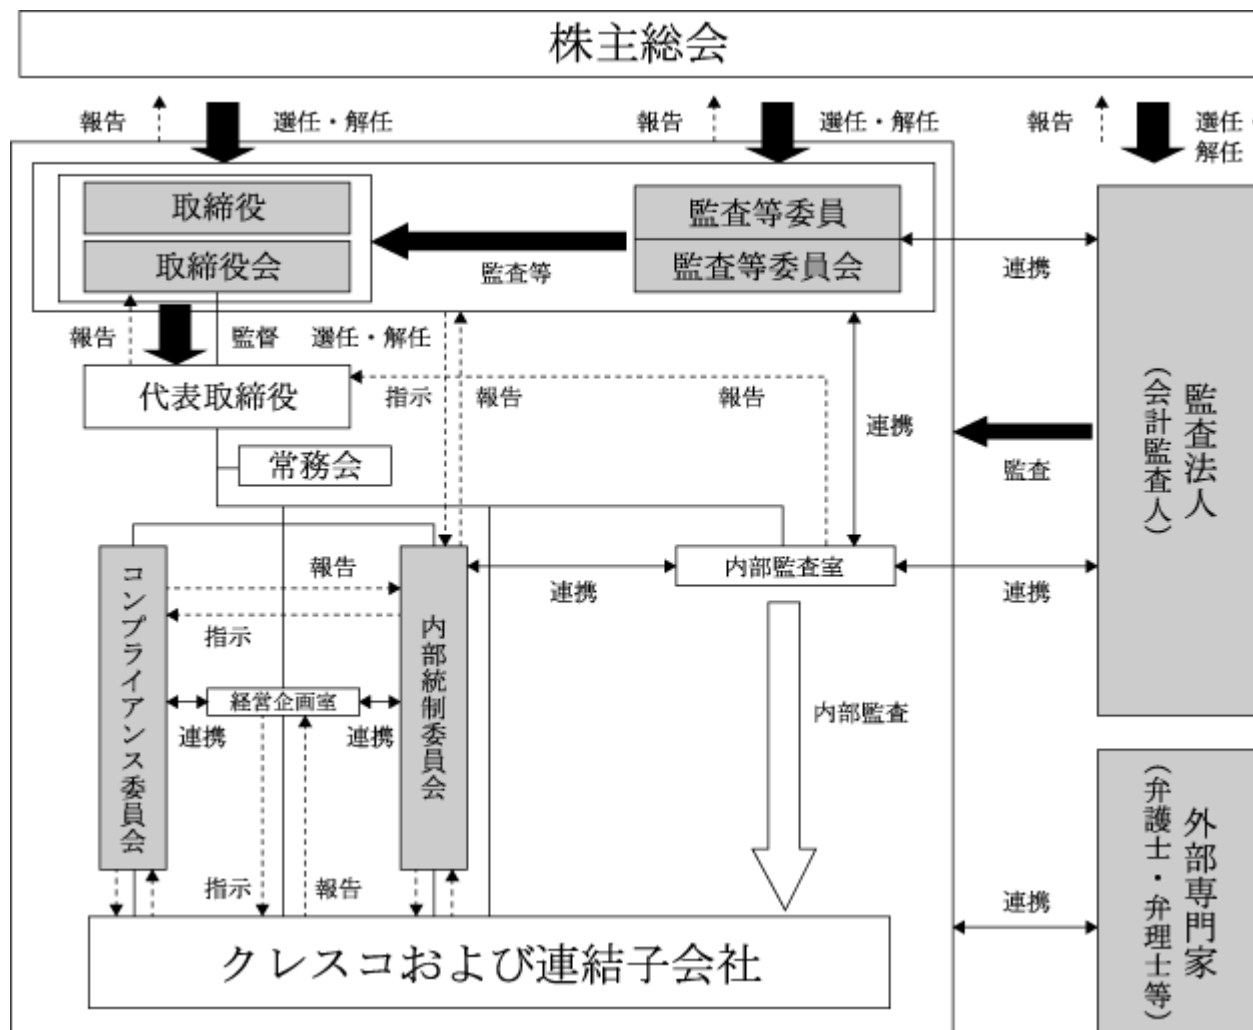 株主総会
報告
選任・解任
報告
選任・解任
報告
選任・
解任
取締役
取締役会
監査等委員
監査等委員会
監査等
連携
報告
監督
選任・解任
代表取締役
指示
報告
報告
連携
監査
監査法人
(会計監査人)
常務会
コンプライアンス委員会
報告
指示
内部統制委員会
連携
内部監査室
連携
経営企画室
連携
連携
内部監査
指示
報告
クレスコおよび連結子会社
連携
外部専門家
(弁護士・弁理士等)